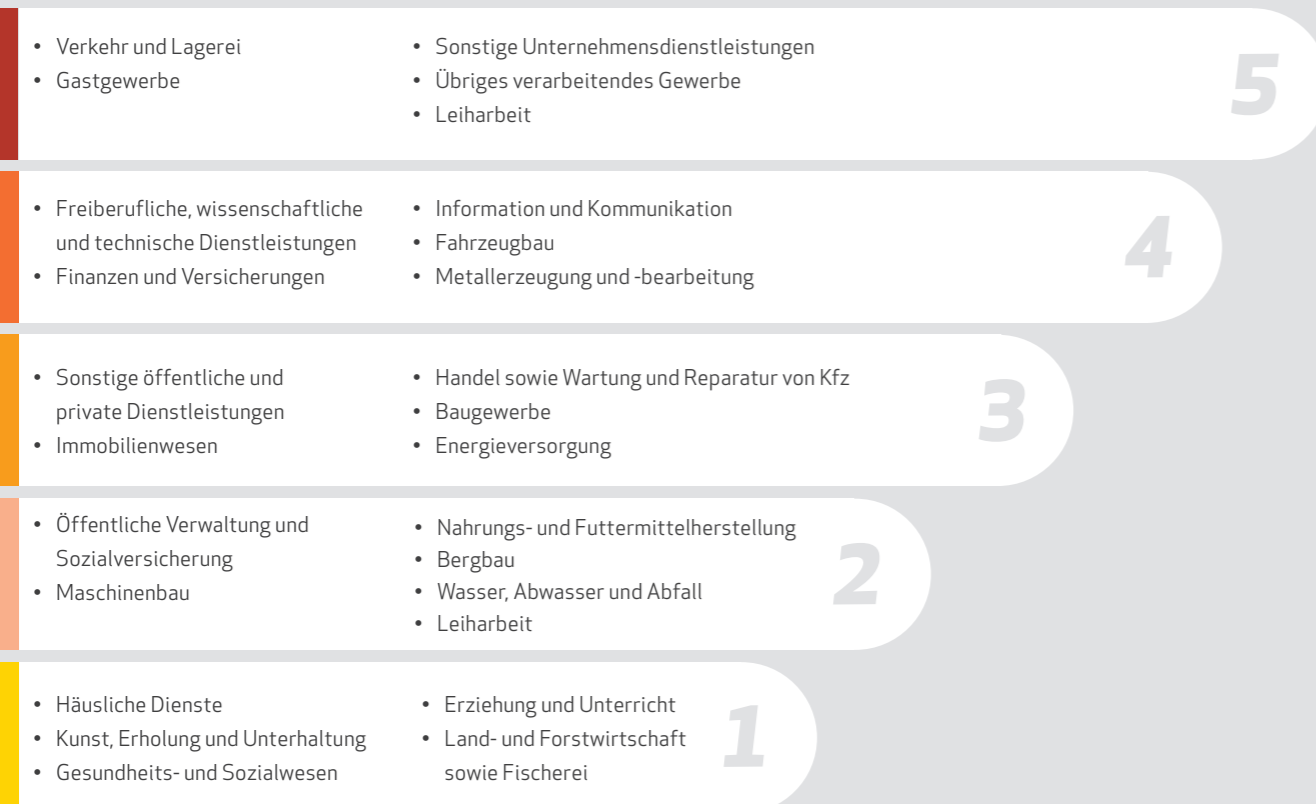 • Verkehr und Lagerei
• Gastgewerbe
• Sonstige Unternehmensdienstleistungen
• Übriges verarbeitendes Gewerbe
• Leiharbeit
5
• Freiberufliche, wissenschaftliche
und technische Dienstleistungen
• Finanzen und Versicherungen
• Information und Kommunikation
• Fahrzeugbau
• Metallerzeugung und -bearbeitung
4
• Sonstige öffentliche und
private Dienstleistungen
• Immobilienwesen
• Handel sowie Wartung und Reparatur von Kfz
• Baugewerbe
• Energieversorgung
3
• Öffentliche Verwaltung und
Sozialversicherung
• Maschinenbau
• Nahrungs- und Futtermittelherstellung
• Bergbau
• Wasser, Abwasser und Abfall
• Leiharbeit
2
• Häusliche Dienste
• Kunst, Erholung und Unterhaltung
• Gesundheits- und Sozialwesen
• Erziehung und Unterricht
• Land- und Forstwirtschaft
sowie Fischerei
1